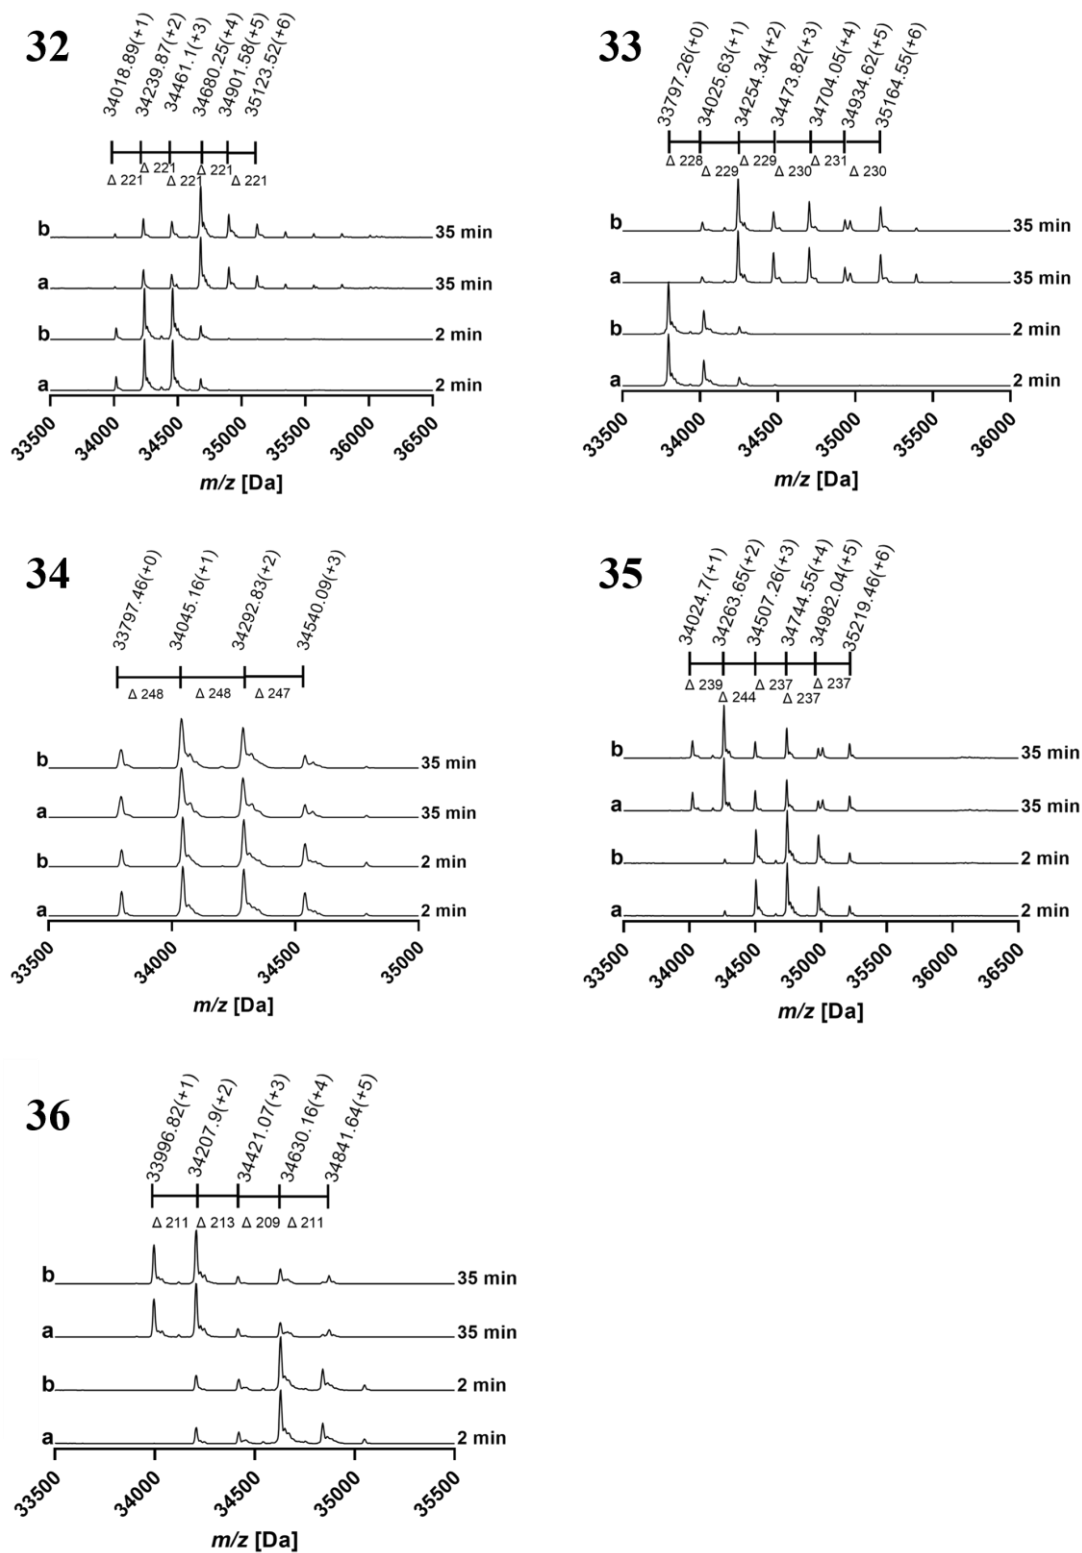 32
34018.89(+1)
34239.87(+2)
34461.1(+3)
34680.25(+4)
34901.58(+5)
35123.52(+6)
Δ 221
Δ 221
Δ 221
Δ 221
Δ 221
b 35 min
a 35 min
b 2 min
a 2 min
33500 34000 34500 35000 35500 36000 36500
m/z [Da]
33
33797.26(+0)
34025.63(+1)
34254.34(+2)
34473.82(+3)
34704.05(+4)
34934.62(+5)
35164.55(+6)
Δ 228
Δ 229
Δ 229
Δ 230
Δ 231
Δ 230
b 35 min
a 35 min
b 2 min
a 2 min
33500 34000 34500 35000 35500 36000
m/z [Da]
34
33797.46(+0)
34045.16(+1)
34292.83(+2)
34540.09(+3)
Δ 248 Δ 248 Δ 247
b 35 min
a 35 min
b 2 min
a 2 min
33500 34000 34500 35000
m/z [Da]
35
34024.7(+1)
34263.65(+2)
34507.26(+3)
34744.55(+4)
34982.04(+5)
35219.46(+6)
Δ 239
Δ 244
Δ 237
Δ 237
Δ 237
b 35 min
a 35 min
b 2 min
a 2 min
33500 34000 34500 35000 35500 36000 36500
m/z [Da]
36
33996.82(+1)
34207.9(+2)
34421.07(+3)
34630.16(+4)
34841.64(+5)
Δ 211 Δ 213 Δ 209 Δ 211
b 35 min
a 35 min
b 2 min
a 2 min
33500 34000 34500 35000 35500
m/z [Da]